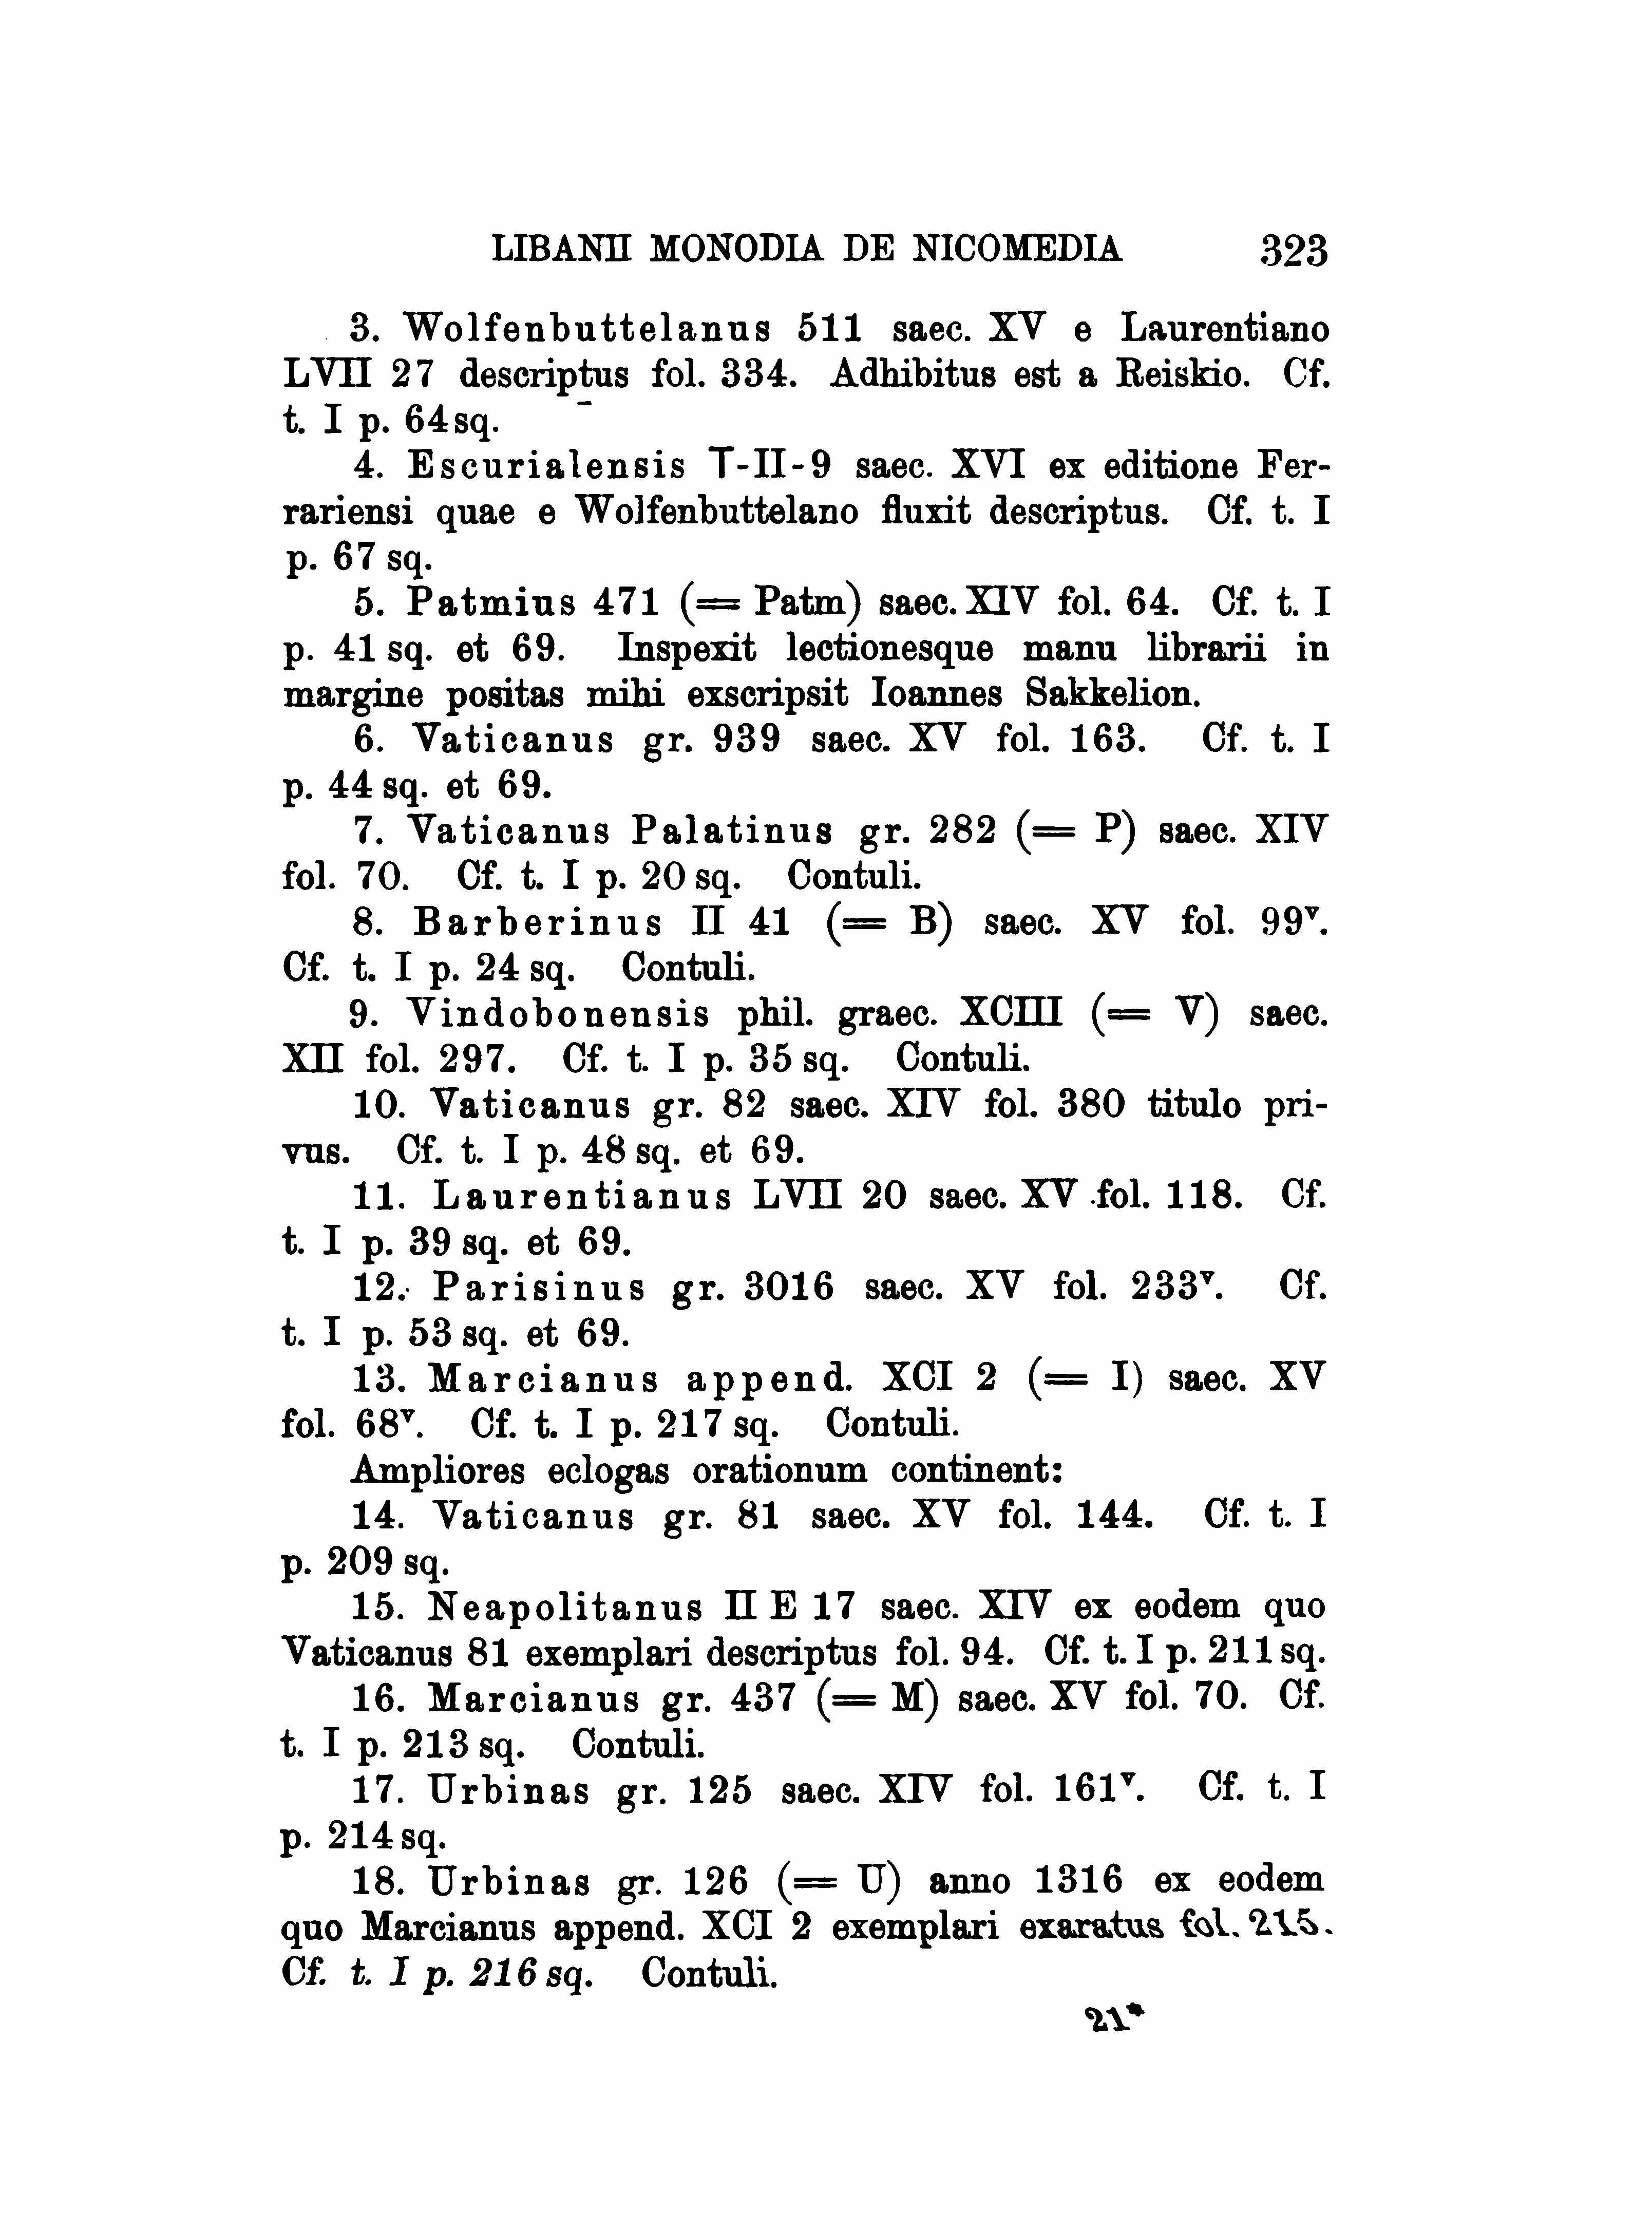 LIBANII MONODIA DE NICOMEDIA 323
3. Wolfenbuttelanus 511 saec. XV e Laurentiano
LVII 27 descriptus fol. 334. Adhibitus est a Reiskio. Cf.
t. I p. 64 sq.
4. Escurialensis T-II-9 saec. XVI ex editione Fer-
rariensi quae e Wolfenbuttelano fluxit descriptus. Cf. t. I
p. 67 sq.
5. Patmius 471 (= Patm) saec. XIV fol. 64. Cf. t. I
p. 41 sq. et 69. Inspexit lectionesque manu librarii in
margine positas mihi exscripsit Ioannes Sakkelion.
6. Vaticanus gr. 939 saec. XV fol. 163. Cf. t. I
p. 44 sq. et 69.
7. Vaticanus Palatinus gr. 282 (= P) saec. XIV
fol. 70. Cf. t. I p. 20 sq. Contuli.
8. Barberinus II 41 (= B) saec. XV fol. 99ᵛ.
Cf. t. I p. 24 sq. Contuli.
9. Vindobonensis phil. graec. XCIII (= V) saec.
XII fol. 297. Cf. t. I p. 35 sq. Contuli.
10. Vaticanus gr. 82 saec. XIV fol. 380 titulo pri-
vus. Cf. t. I p. 48 sq. et 69.
11. Laurentianus LVII 20 saec. XV fol. 118. Cf.
t. I p. 39 sq. et 69.
12. Parisinus gr. 3016 saec. XV fol. 233ᵛ. Cf.
t. I p. 53 sq. et 69.
13. Marcianus append. XCI 2 (= I) saec. XV
fol. 68ᵛ. Cf. t. I p. 217 sq. Contuli.
Ampliores eclogas orationum continent:
14. Vaticanus gr. 81 saec. XV fol. 144. Cf. t. I
p. 209 sq.
15. Neapolitanus II E 17 saec. XIV ex eodem quo
Vaticanus 81 exemplari descriptus fol. 94. Cf. t. I p. 211 sq.
16. Marcianus gr. 437 (= M) saec. XV fol. 70. Cf.
t. I p. 213 sq. Contuli.
17. Urbinas gr. 125 saec. XIV fol. 161ᵛ. Cf. t. I
p. 214 sq.
18. Urbinas gr. 126 (= U) anno 1316 ex eodem
quo Marcianus append. XCI 2 exemplari exaratus fol. 215.
Cf. t. I p. 216 sq. Contuli.
21*